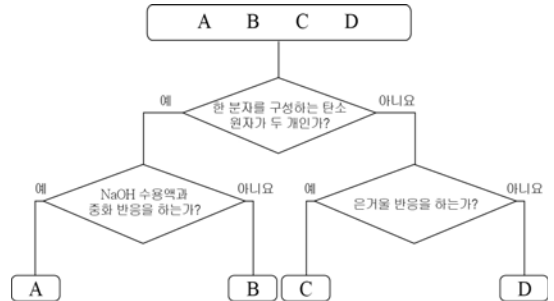 A B C D
예
한 분자를 구성하는 탄소
원자가 두 개인가?
아니요
예
NaOH 수용액과
중화 반응을 하는가?
아니요
예
은거울 반응을 하는가?
아니요
A
B
C
D